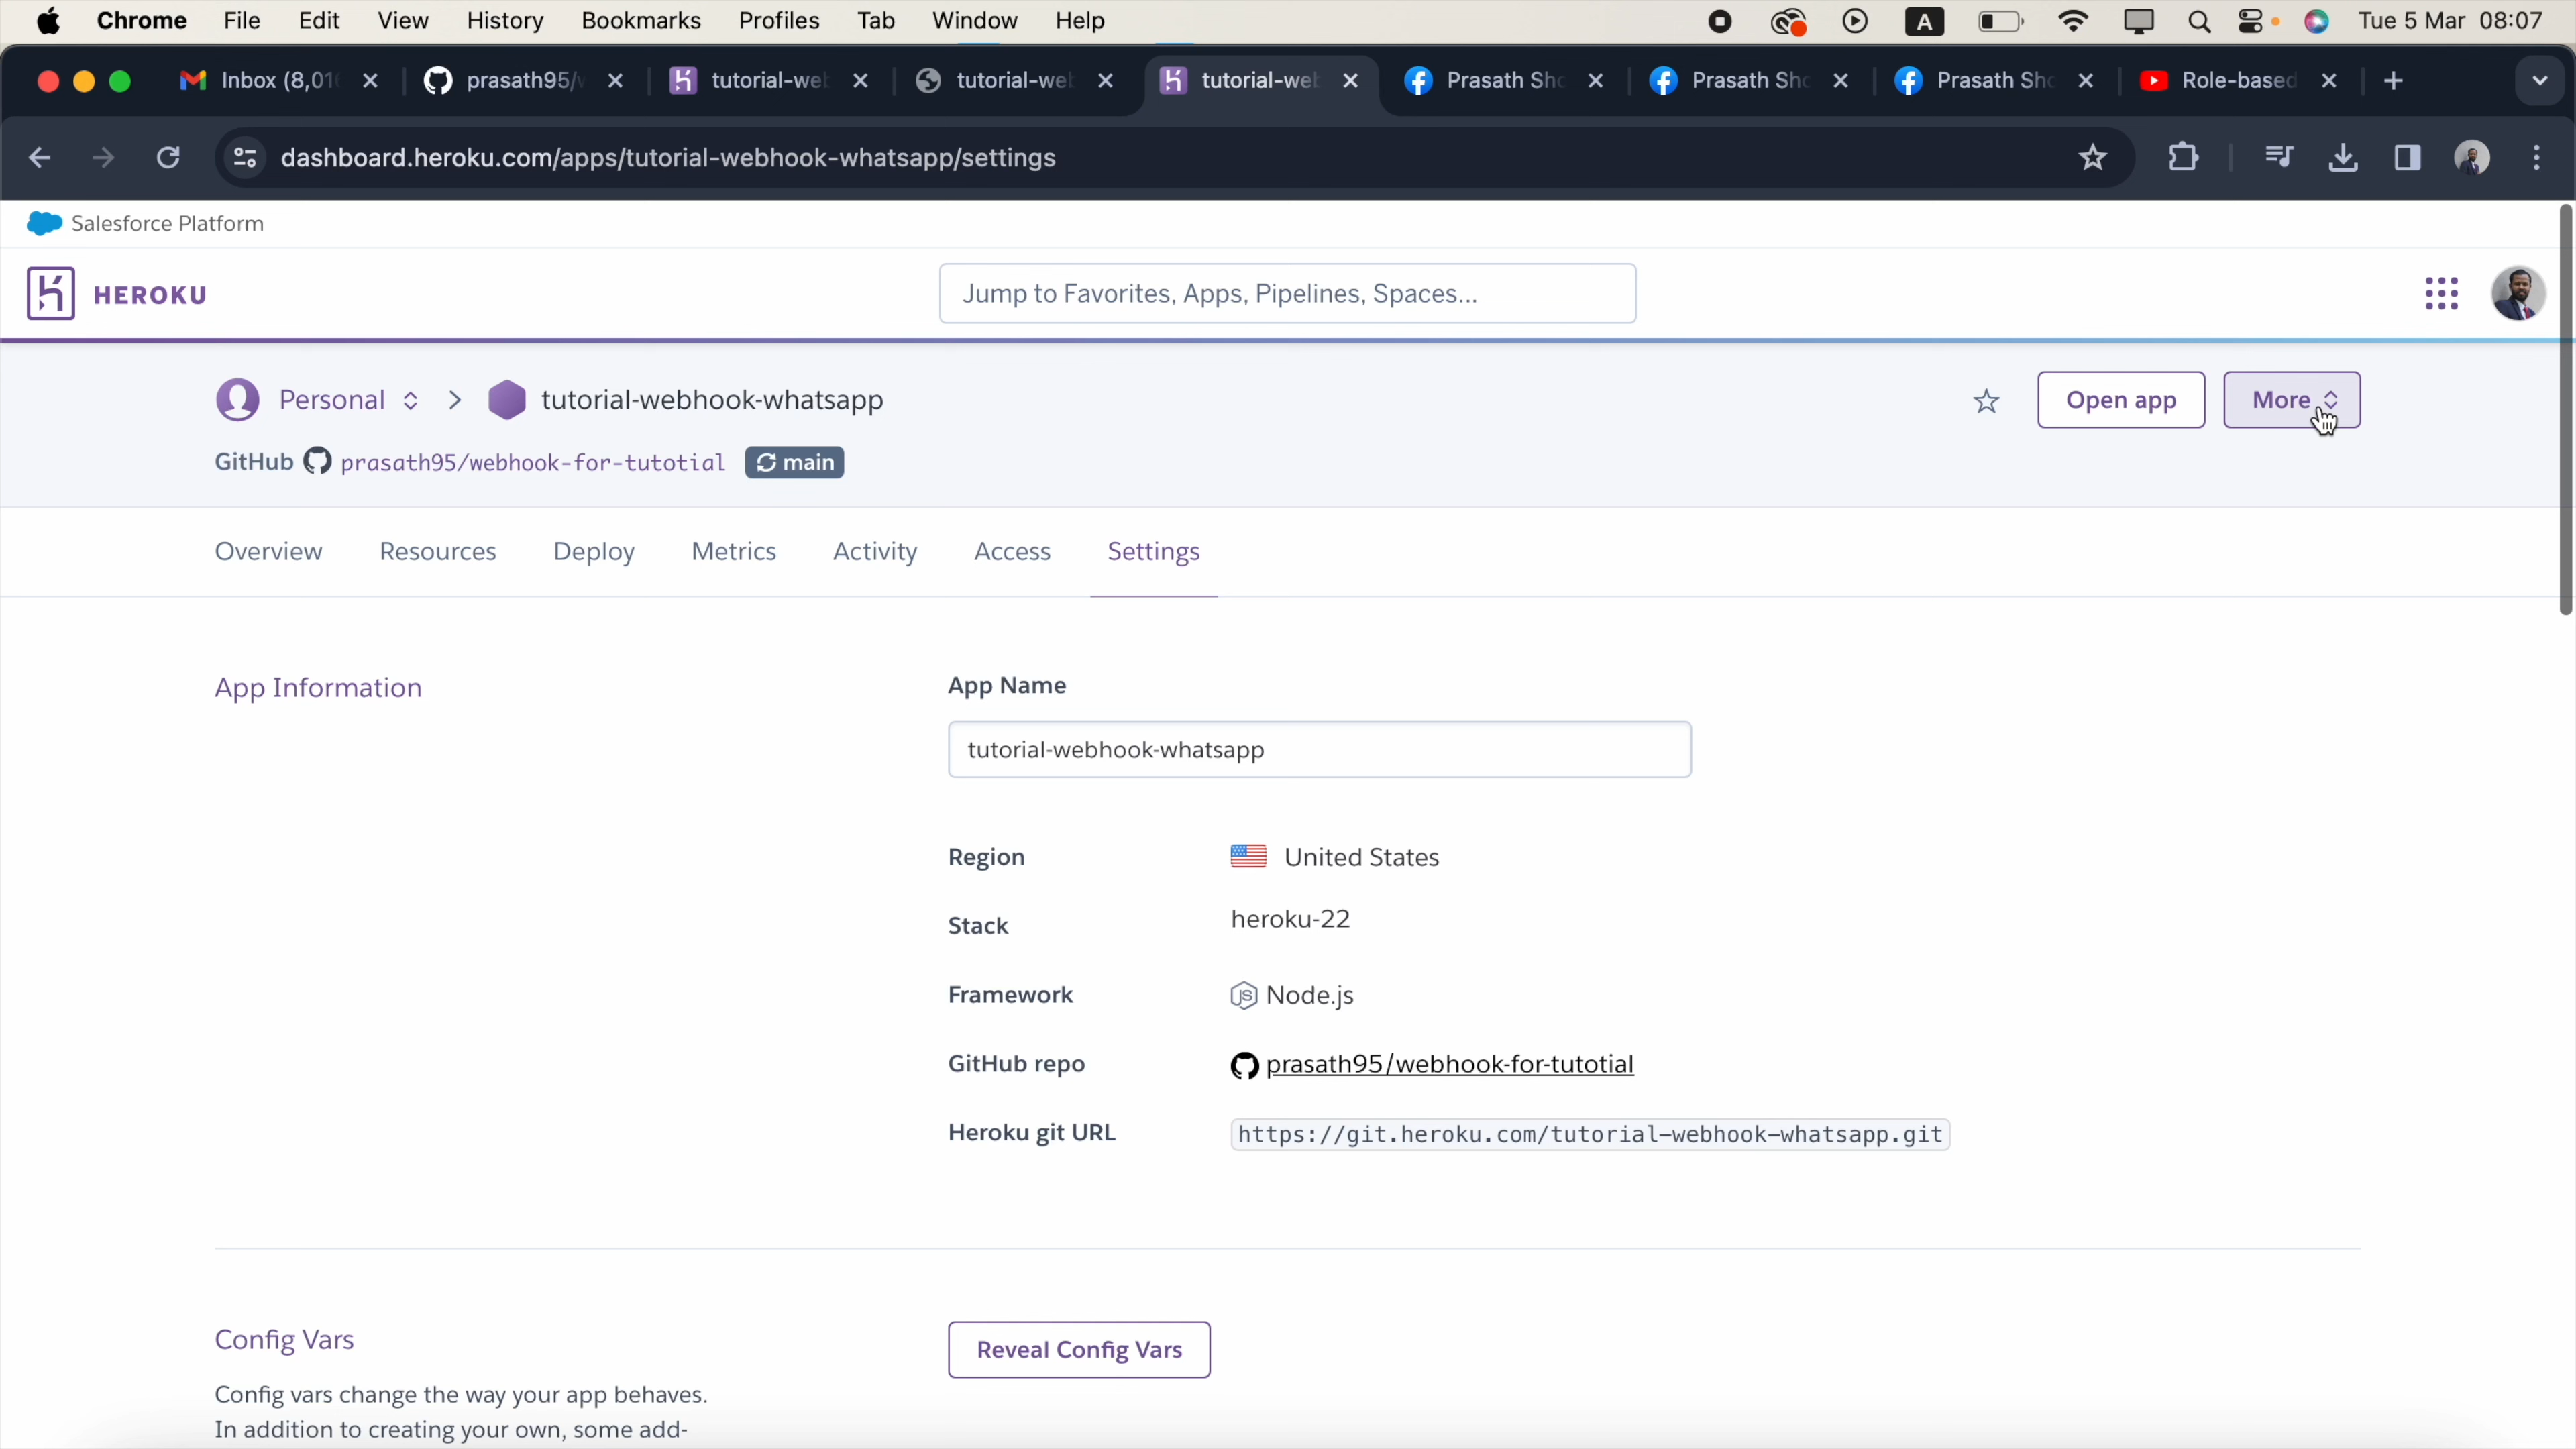 Chrome File Edit View History Bookmarks Profiles Tab Window Help A Tue 5 Mar 08:07
Inbox (8,01 prasath95/ tutorial-we tutorial-we tutorial-we Prasath Sho Prasath Sho Prasath Sho Role-based
dashboard.heroku.com/apps/tutorial-webhook-whatsapp/settings
Salesforce Platform
HEROKU Jump to Favorites, Apps, Pipelines, Spaces...
Personal > tutorial-webhook-whatsapp Open app More
GitHub prasath95/webhook-for-tutotial main
Overview Resources Deploy Metrics Activity Access Settings
App Information App Name
tutorial-webhook-whatsapp
Region United States
Stack heroku-22
Framework JS Node.js
GitHub repo prasath95/webhook-for-tutotial
Heroku git URL https://git.heroku.com/tutorial-webhook-whatsapp.git
Config Vars Reveal Config Vars
Config vars change the way your app behaves.
In addition to creating your own, some add-